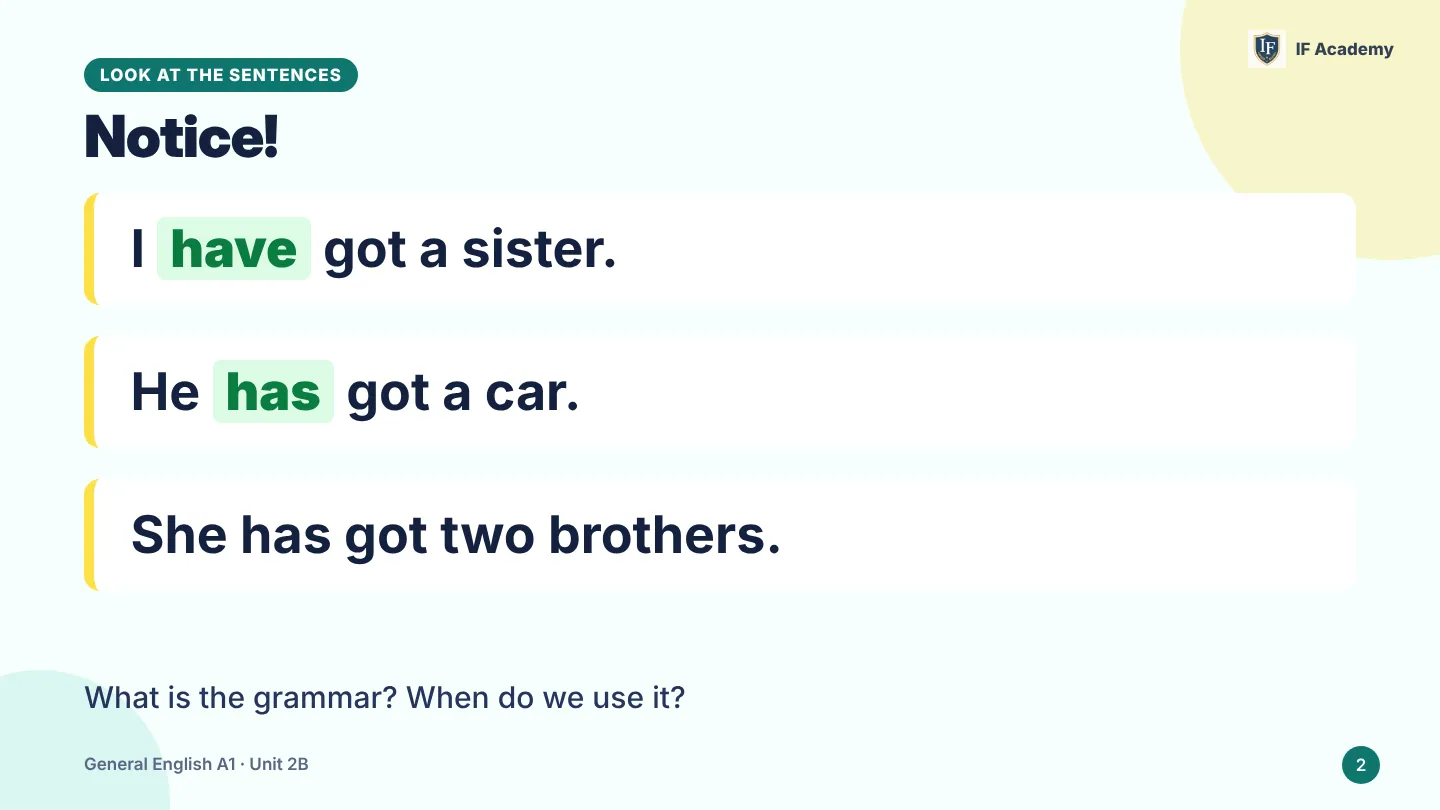 IF
IF Academy
LOOK AT THE SENTENCES
Notice!
I have got a sister.
He has got a car.
She has got two brothers.
What is the grammar? When do we use it?
General English A1 · Unit 2B
2